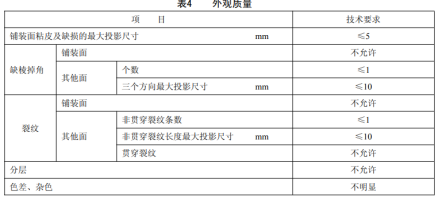 表4 外观质量
项 目 技术要求
铺装面粘皮及缺损的最大投影尺寸 mm ≤5
缺棱掉角 铺装面 不允许
其他面 个数 ≤1
三个方向最大投影尺寸 mm ≤10
裂纹 铺装面 不允许
其他面 非贯穿裂纹条数 ≤1
非贯穿裂纹长度最大投影尺寸 mm ≤10
贯穿裂纹 不允许
分层 不允许
色差、杂色 不明显